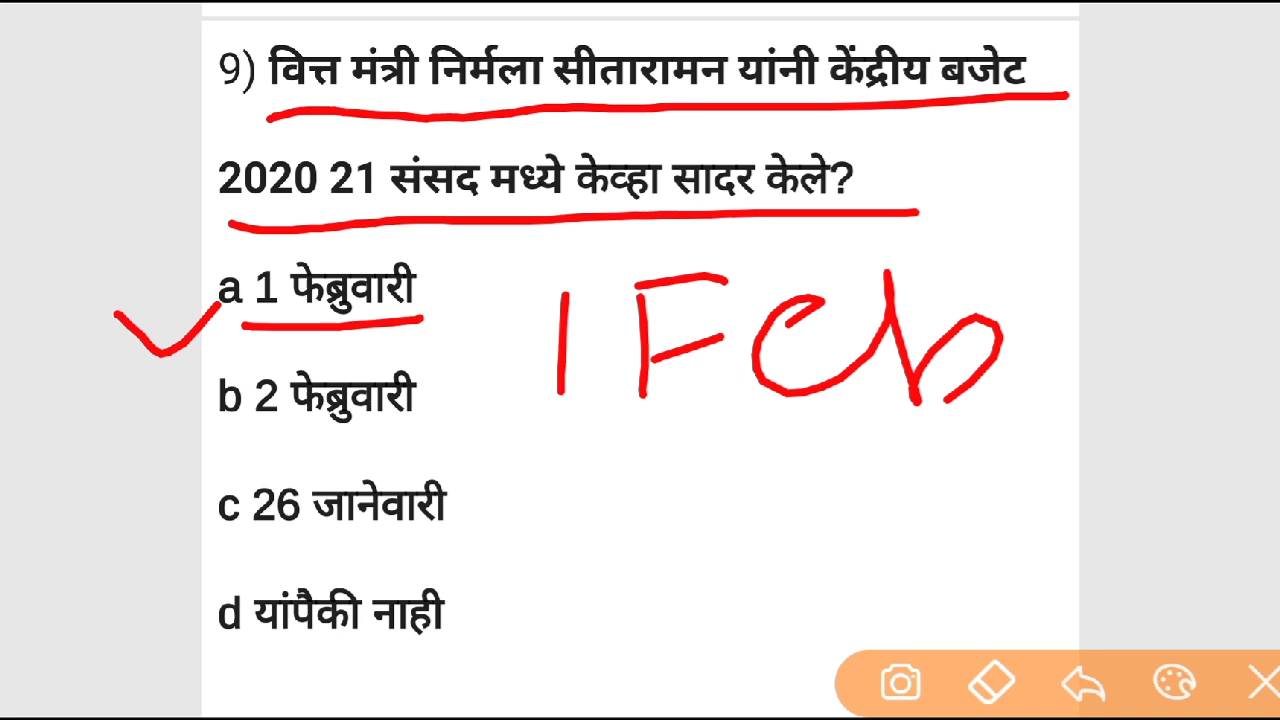 9) वित्त मंत्री निर्मला सीतारामन यांनी केंद्रीय बजेट
2020 21 संसद मध्ये केव्हा सादर केले?
a 1 फेब्रुवारी
1 Feb
b 2 फेब्रुवारी
c 26 जानेवारी
d यांपैकी नाही